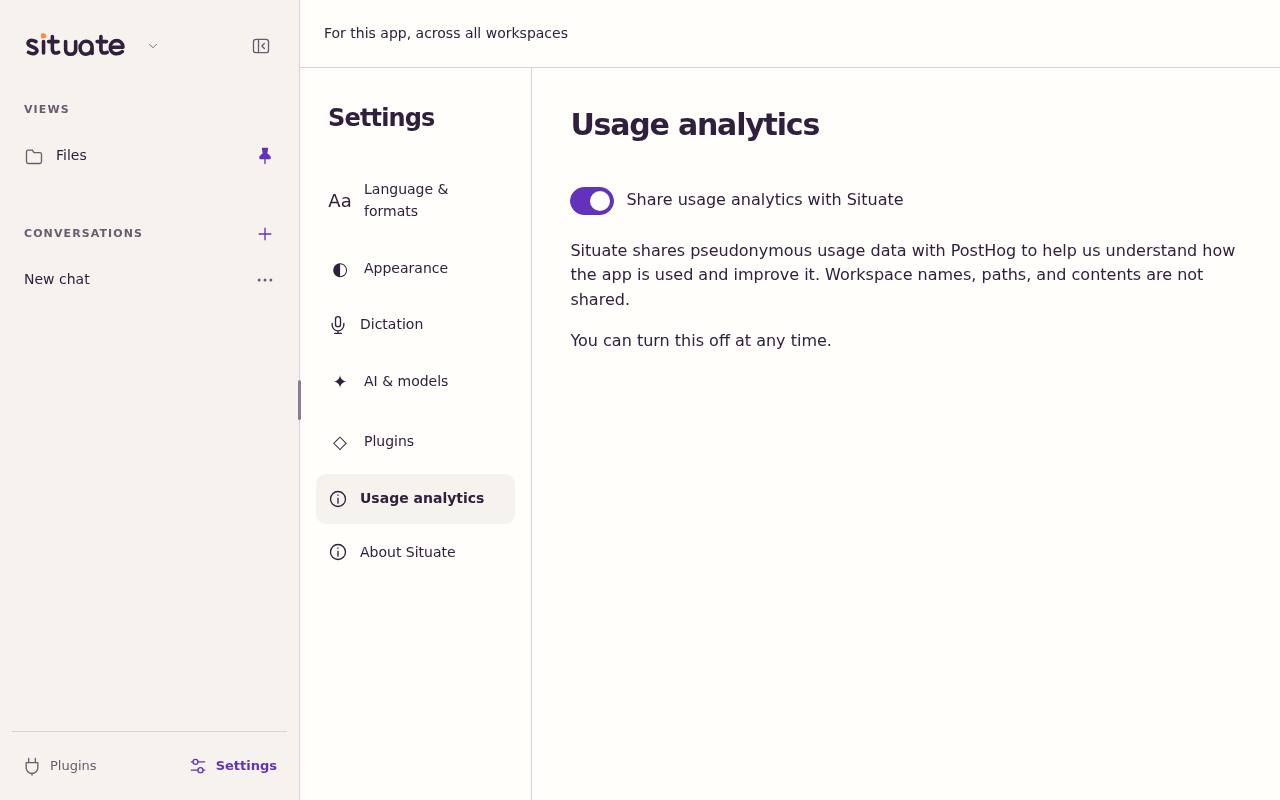 situate
For this app, across all workspaces
VIEWS
Files
CONVERSATIONS
New chat
Plugins
Settings
Settings
Aa Language &
formats
Appearance
Dictation
AI & models
Plugins
Usage analytics
About Situate
Usage analytics
Share usage analytics with Situate
Situate shares pseudonymous usage data with PostHog to help us understand how
the app is used and improve it. Workspace names, paths, and contents are not
shared.
You can turn this off at any time.